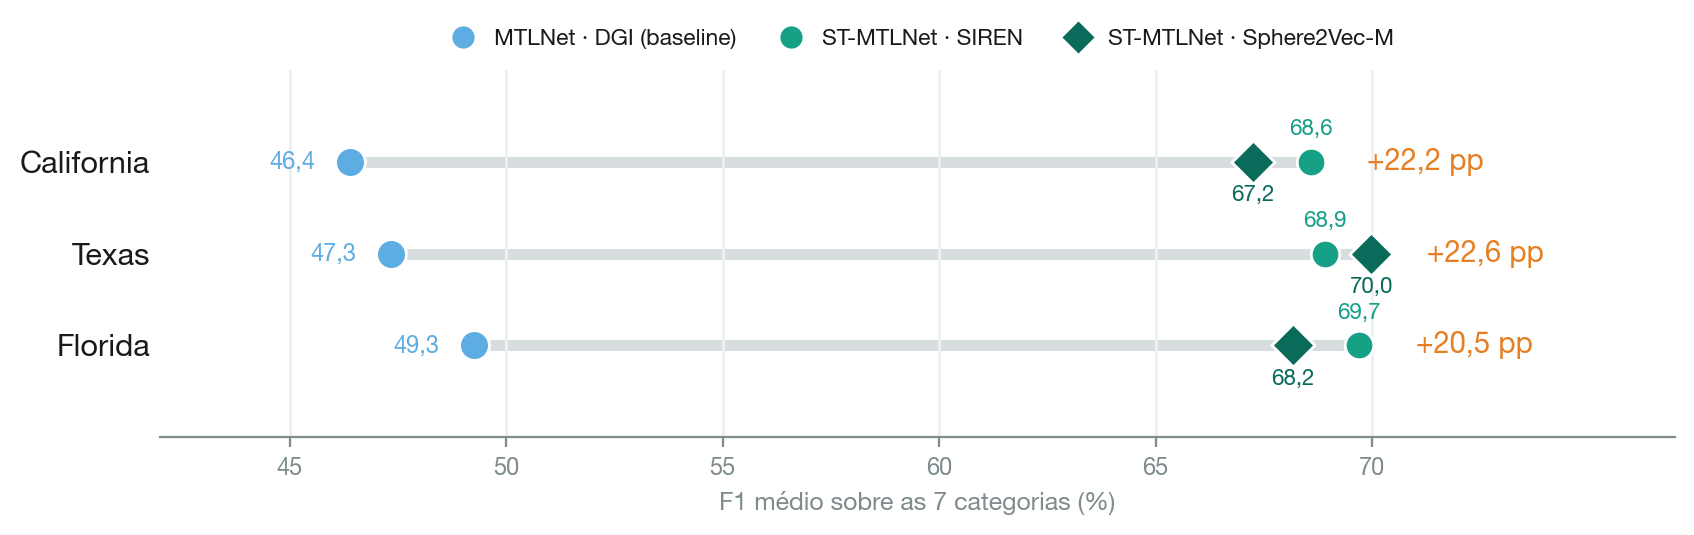 MTLNet · DGI (baseline) ST-MTLNet · SIREN ST-MTLNet · Sphere2Vec-M
68,6
California 46,4 +22,2 pp
67,2
68,9
Texas 47,3 +22,6 pp
70,0
69,7
Florida 49,3 +20,5 pp
68,2
45 50 55 60 65 70
F1 médio sobre as 7 categorias (%)